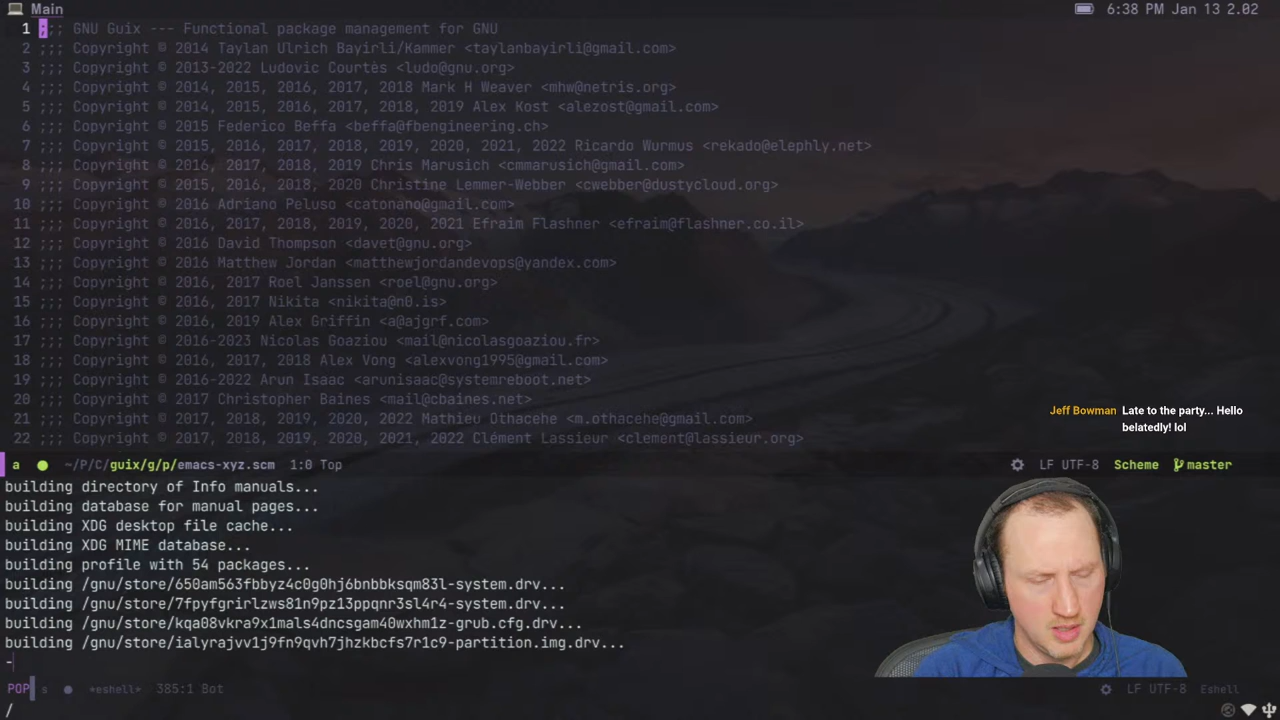 Main
6:38 PM Jan 13 2.02
1 ;;; GNU Guix --- Functional package management for GNU
2 ;;; Copyright © 2014 Taylan Ulrich Bayirli/Kammer <taylanbayirli@gmail.com>
3 ;;; Copyright © 2013-2022 Ludovic Courtès <ludo@gnu.org>
4 ;;; Copyright © 2014, 2015, 2016, 2017, 2018 Mark H Weaver <mhw@netris.org>
5 ;;; Copyright © 2014, 2015, 2016, 2017, 2018, 2019 Alex Kost <alezost@gmail.com>
6 ;;; Copyright © 2015 Federico Beffa <beffa@fbengineering.ch>
7 ;;; Copyright © 2015, 2016, 2017, 2018, 2019, 2020, 2021, 2022 Ricardo Wurmus <rekado@elephly.net>
8 ;;; Copyright © 2016, 2017, 2018, 2019 Chris Marusich <cmmarusich@gmail.com>
9 ;;; Copyright © 2015, 2016, 2018, 2020 Christine Lemmer-Webber <cwebber@dustycloud.org>
10 ;;; Copyright © 2016 Adriano Peluso <catonano@gmail.com>
11 ;;; Copyright © 2016, 2017, 2018, 2019, 2020, 2021 Efraim Flashner <efraim@flashner.co.il>
12 ;;; Copyright © 2016 David Thompson <davet@gnu.org>
13 ;;; Copyright © 2016 Matthew Jordan <matthewjordandevops@yandex.com>
14 ;;; Copyright © 2016, 2017 Roel Janssen <roel@gnu.org>
15 ;;; Copyright © 2016, 2017 Nikita <nikita@n0.is>
16 ;;; Copyright © 2016, 2019 Alex Griffin <a@ajgrf.com>
17 ;;; Copyright © 2016-2023 Nicolas Goaziou <mail@nicolasgoaziou.fr>
18 ;;; Copyright © 2016, 2017, 2018 Alex Vong <alexvong1995@gmail.com>
19 ;;; Copyright © 2016-2022 Arun Isaac <arunisaac@systemreboot.net>
20 ;;; Copyright © 2017 Christopher Baines <mail@cbaines.net>
21 ;;; Copyright © 2017, 2018, 2019, 2020, 2022 Mathieu Othacehe <m.othacehe@gmail.com>
22 ;;; Copyright © 2017, 2018, 2019, 2020, 2021, 2022 Clément Lassieur <clement@lassieur.org>
Jeff Bowman Late to the party... Hello
belatedly! lol
a ~/P/C/guix/g/p/emacs-xyz.scm 1:0 Top
LF UTF-8 Scheme master
building directory of Info manuals...
building database for manual pages...
building XDG desktop file cache...
building XDG MIME database...
building profile with 54 packages...
building /gnu/store/650am563fbbyz4c0g0hj6bnbbksqm83l-system.drv...
building /gnu/store/7fpyfgrirlzws81n9pz13ppqnr3sl4r4-system.drv...
building /gnu/store/kqa08vkra9x1mals4dncsgam40wxhm1z-grub.cfg.drv...
building /gnu/store/ialyrajvv1j9fn9qvh7jhzkbcfs7r1c9-partition.img.drv...
-
POP s *eshell* 385:1 Bot
LF UTF-8 Eshell
/